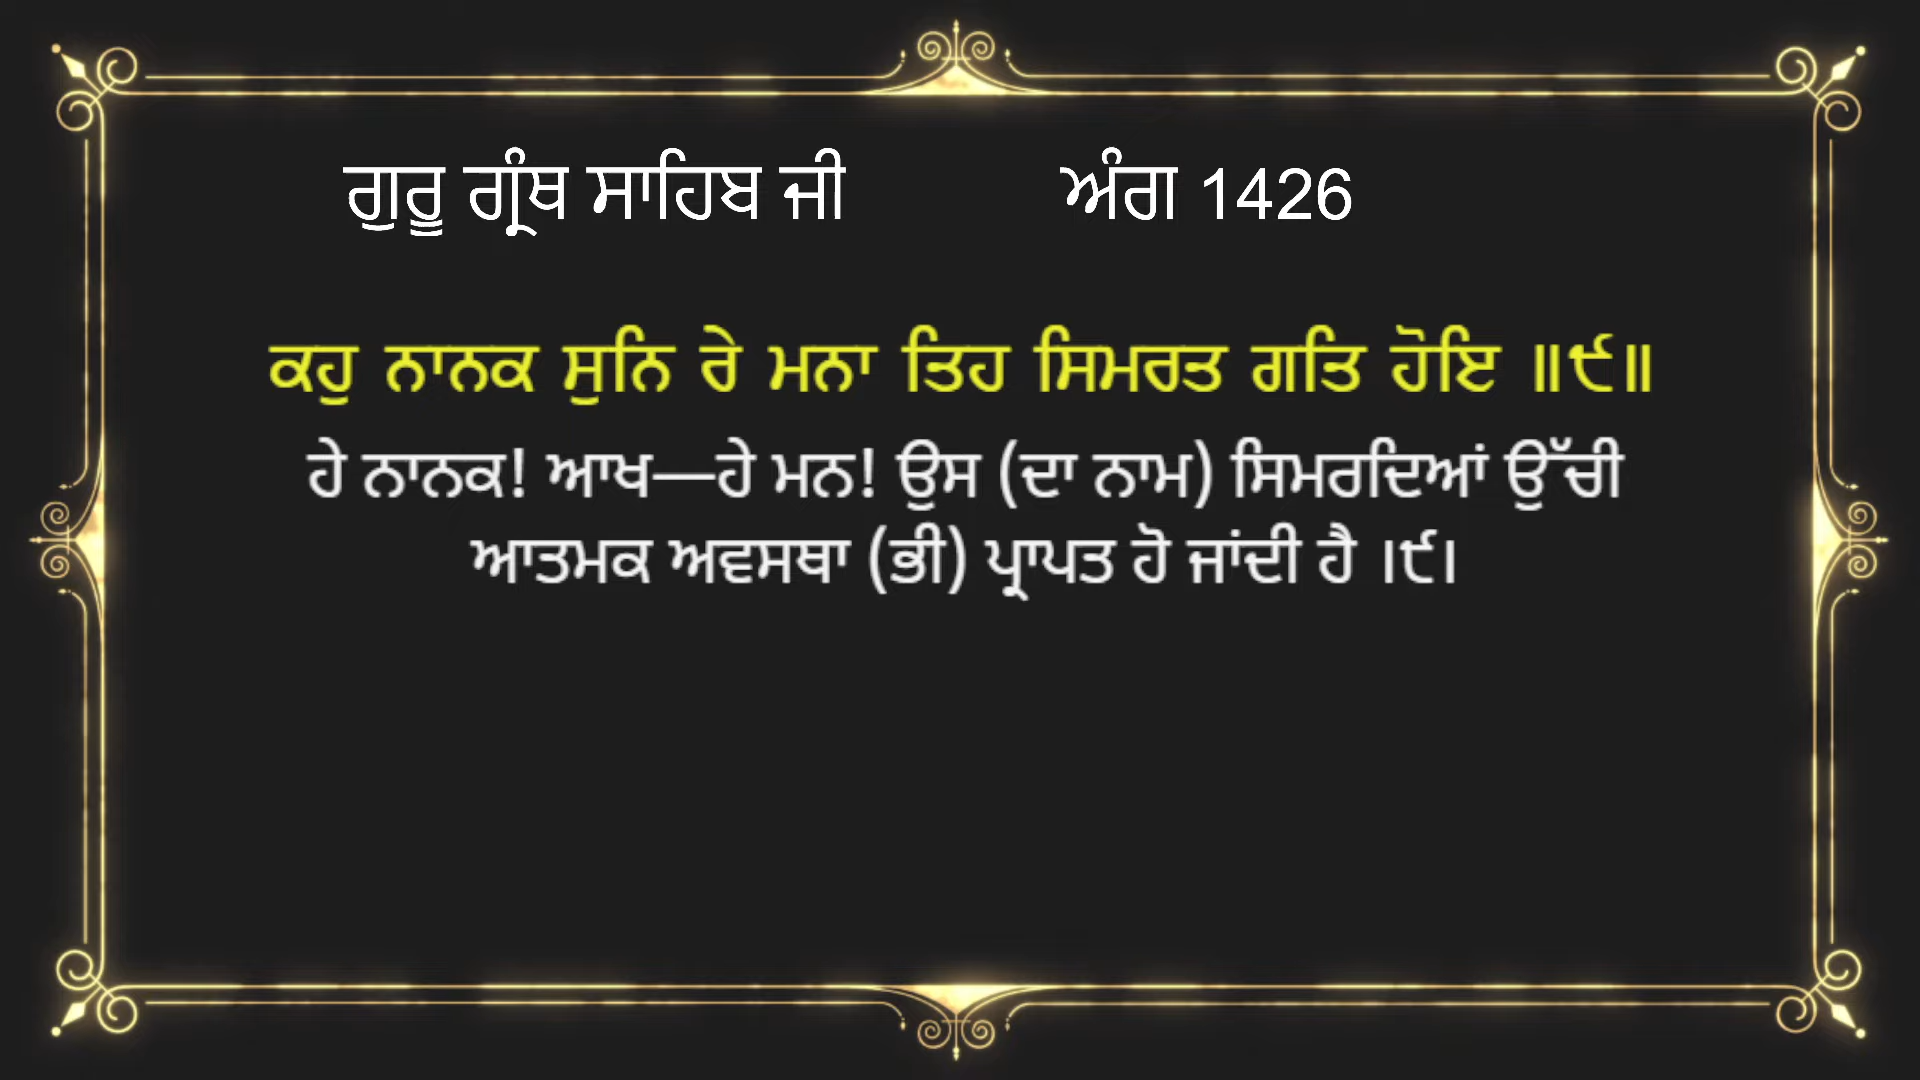 ਗੁਰੂ ਗ੍ਰੰਥ ਸਾਹਿਬ ਜੀ ਅੰਗ 1426
ਕਹੁ ਨਾਨਕ ਸੁਨਿ ਰੇ ਮਨਾ ਤਿਹ ਸਿਮਰਤ ਗਤਿ ਹੋਇ ॥੯॥
ਹੇ ਨਾਨਕ! ਆਖ—ਹੇ ਮਨ! ਉਸ (ਦਾ ਨਾਮ) ਸਿਮਰਦਿਆਂ ਉੱਚੀ
ਆਤਮਕ ਅਵਸਥਾ (ਭੀ) ਪ੍ਰਾਪਤ ਹੋ ਜਾਂਦੀ ਹੈ ।੯।